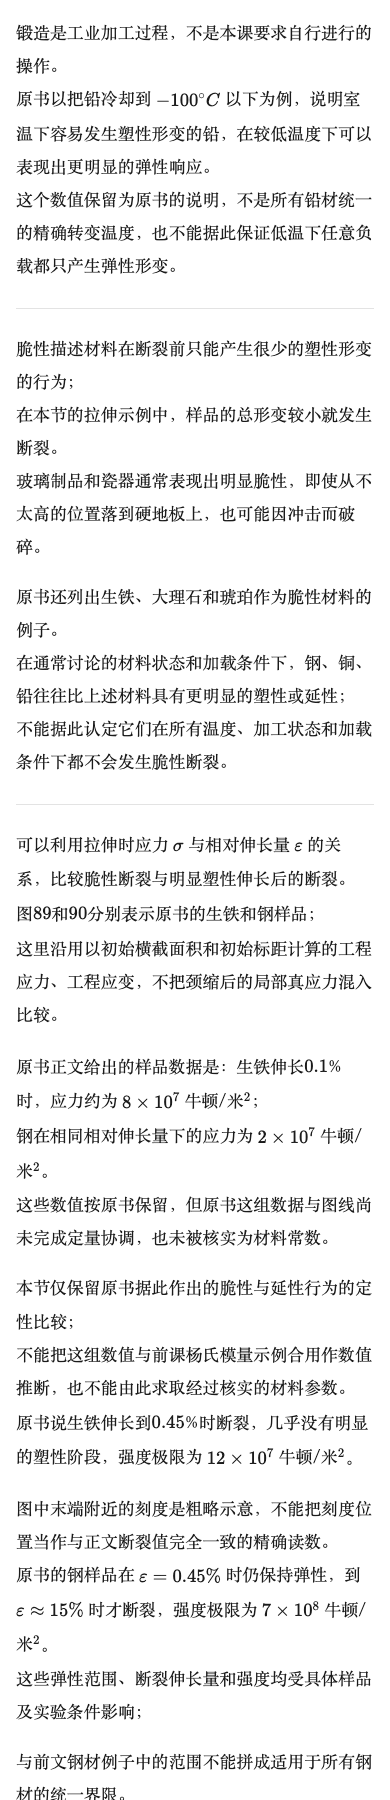 锻造是工业加工过程，不是本课要求自行进行的
操作。
原书以把铅冷却到 −100°C 以下为例，说明室
温下容易发生塑性形变的铅，在较低温度下可以
表现出更明显的弹性响应。
这个数值保留为原书的说明，不是所有铅材统一
的精确转变温度，也不能据此保证低温下任意负
载都只产生弹性形变。
脆性描述材料在断裂前只能产生很少的塑性形变
的行为；
在本节的拉伸示例中，样品的总形变较小就发生
断裂。
玻璃制品和瓷器通常表现出明显脆性，即使从不
太高的位置落到硬地板上，也可能因冲击而破
碎。
原书还列出生铁、大理石和琥珀作为脆性材料的
例子。
在通常讨论的材料状态和加载条件下，钢、铜、
铅往往比上述材料具有更明显的塑性或延性；
不能据此认定它们在所有温度、加工状态和加载
条件下都不会发生脆性断裂。
可以利用拉伸时应力 σ 与相对伸长量 ε 的关
系，比较脆性断裂与明显塑性伸长后的断裂。
图89和90分别表示原书的生铁和钢样品；
这里沿用以初始横截面积和初始标距计算的工程
应力、工程应变，不把颈缩后的局部真应力混入
比较。
原书正文给出的样品数据是：生铁伸长0.1%
时，应力约为 8 × 10⁷ 牛顿/米²；
钢在相同相对伸长量下的应力为 2 × 10⁷ 牛顿/
米²。
这些数值按原书保留，但原书这组数据与图线尚
未完成定量协调，也未被核实为材料常数。
本节仅保留原书据此作出的脆性与延性行为的定
性比较；
不能把这组数值与前课杨氏模量示例合用作数值
推断，也不能由此求取经过核实的材料参数。
原书说生铁伸长到0.45%时断裂，几乎没有明显
的塑性阶段，强度极限为 12 × 10⁷ 牛顿/米²。
图中末端附近的刻度是粗略示意，不能把刻度位
置当作与正文断裂值完全一致的精确读数。
原书的钢样品在 ε = 0.45% 时仍保持弹性，到
ε ≈ 15% 时才断裂，强度极限为 7 × 10⁸ 牛顿/
米²。
这些弹性范围、断裂伸长量和强度均受具体样品
及实验条件影响；
与前文钢材例子中的范围不能拼成适用于所有钢
材的统一界限。